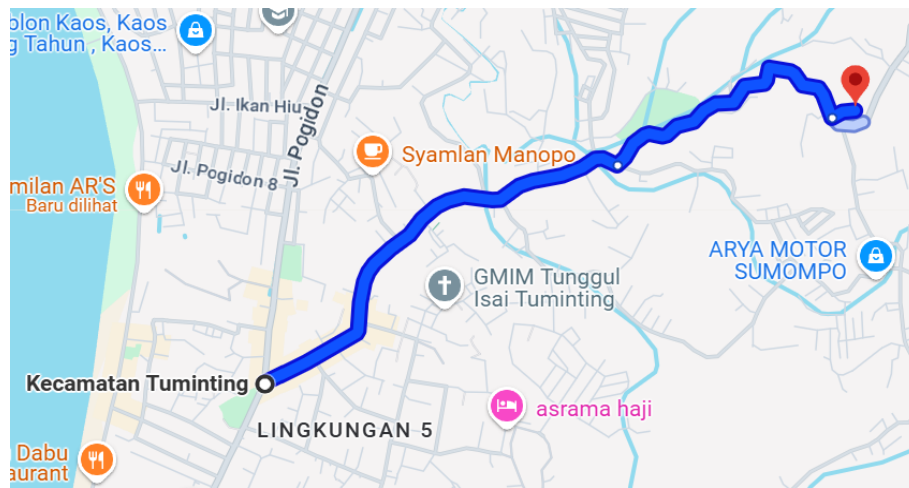 olon Kaos, Kaos
g Tahun , Kaos...
Jl. Ikan Hiu
Jl. Pogidon
Jl. Pogidon 8
Syamlan Manopo
milan AR'S
Baru dilihat
ARYA MOTOR
SUMOMPO
GMIM Tunggul
Isai Tuminting
Kecamatan Tuminting
asrama haji
LINGKUNGAN 5
Dabu
aurant